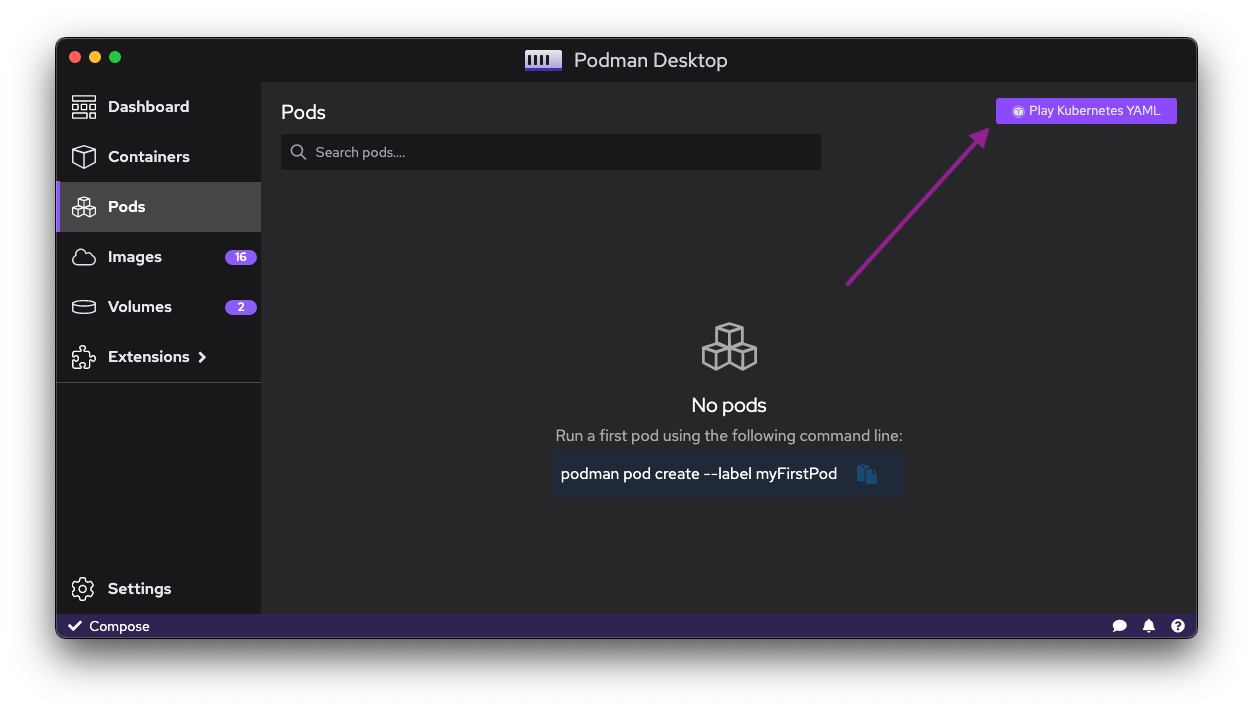 Podman Desktop
Dashboard
Containers
Pods
Images 16
Volumes 2
Extensions
Settings
Pods
Play Kubernetes YAML
Search pods....
No pods
Run a first pod using the following command line:
podman pod create --label myFirstPod
Compose